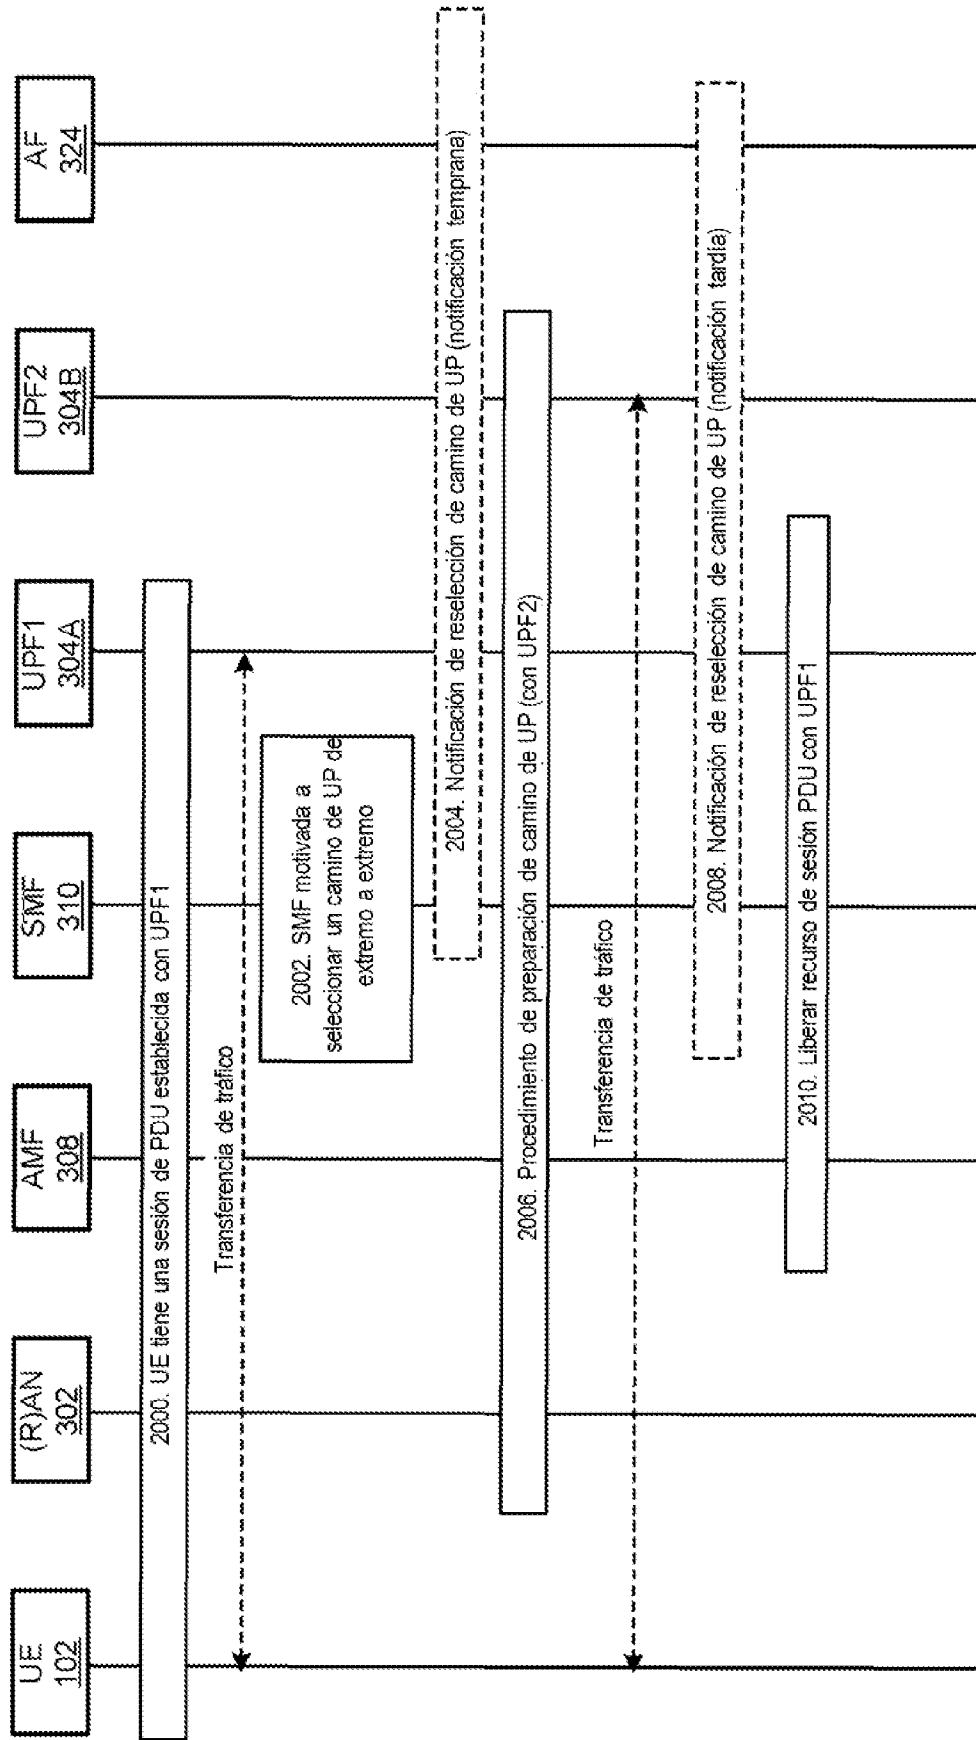 UE
102
(R)AN
302
AMF
308
SMF
310
UPF1
304A
UPF2
304B
AF
324
2000. UE tiene una sesión de PDU establecida con UPF1
Transferencia de tráfico
2002. SMF motivada a
seleccionar un camino de UP de
extremo a extremo
2004. Notificación de reselección de camino de UP (notificación temprana)
2006. Procedimiento de preparación de camino de UP (con UPF2)
Transferencia de tráfico
2008. Notificación de reselección de camino de UP (notificación tardía)
2010. Liberar recurso de sesión PDU con UPF1